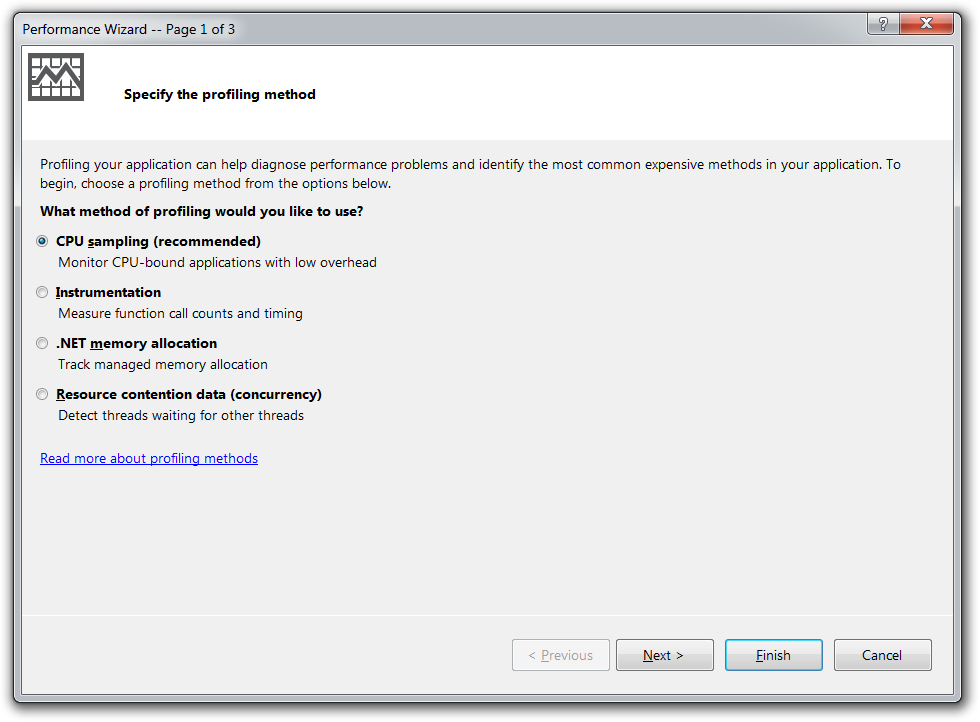 Performance Wizard -- Page 1 of 3
?
X
Specify the profiling method
Profiling your application can help diagnose performance problems and identify the most common expensive methods in your application. To
begin, choose a profiling method from the options below.
What method of profiling would you like to use?
CPU sampling (recommended)
Monitor CPU-bound applications with low overhead
Instrumentation
Measure function call counts and timing
.NET memory allocation
Track managed memory allocation
Resource contention data (concurrency)
Detect threads waiting for other threads
Read more about profiling methods
< Previous
Next >
Finish
Cancel